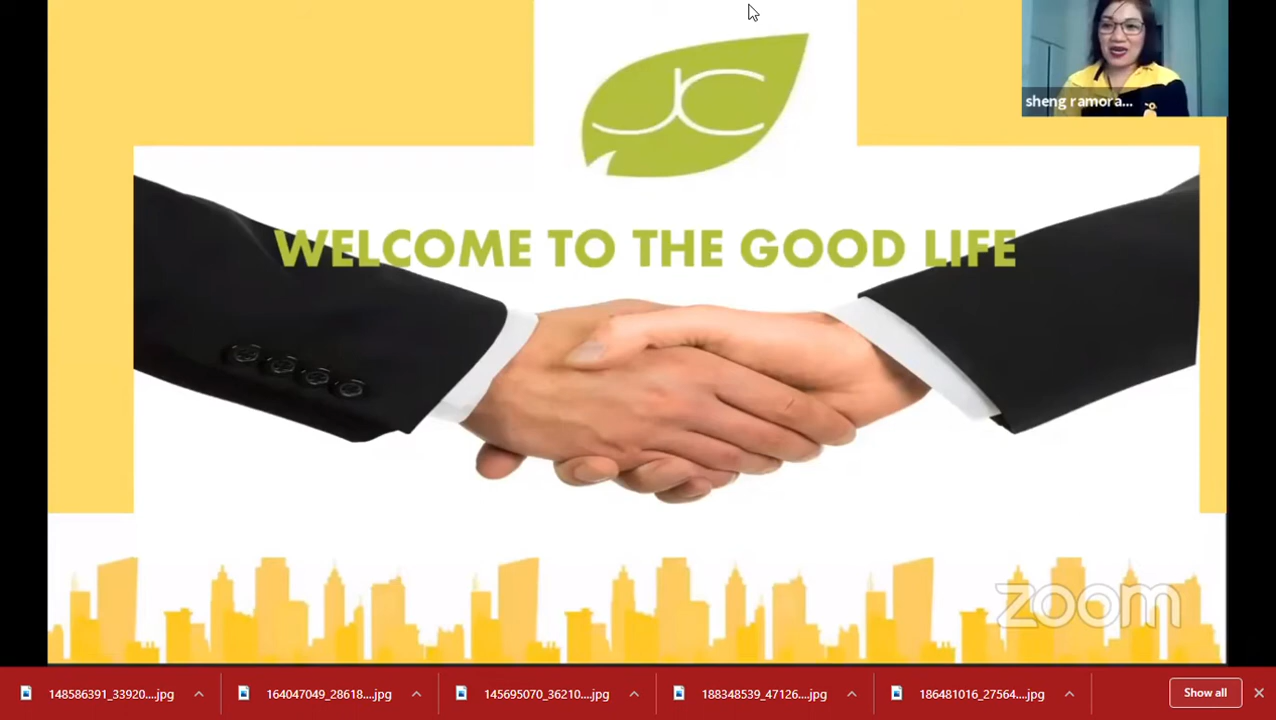 JC
sheng ramora...
WELCOME TO THE GOOD LIFE
zoom
148586391_33920....jpg
164047049_28618....jpg
145695070_36210....jpg
188348539_47126....jpg
186481016_27564....jpg
Show all